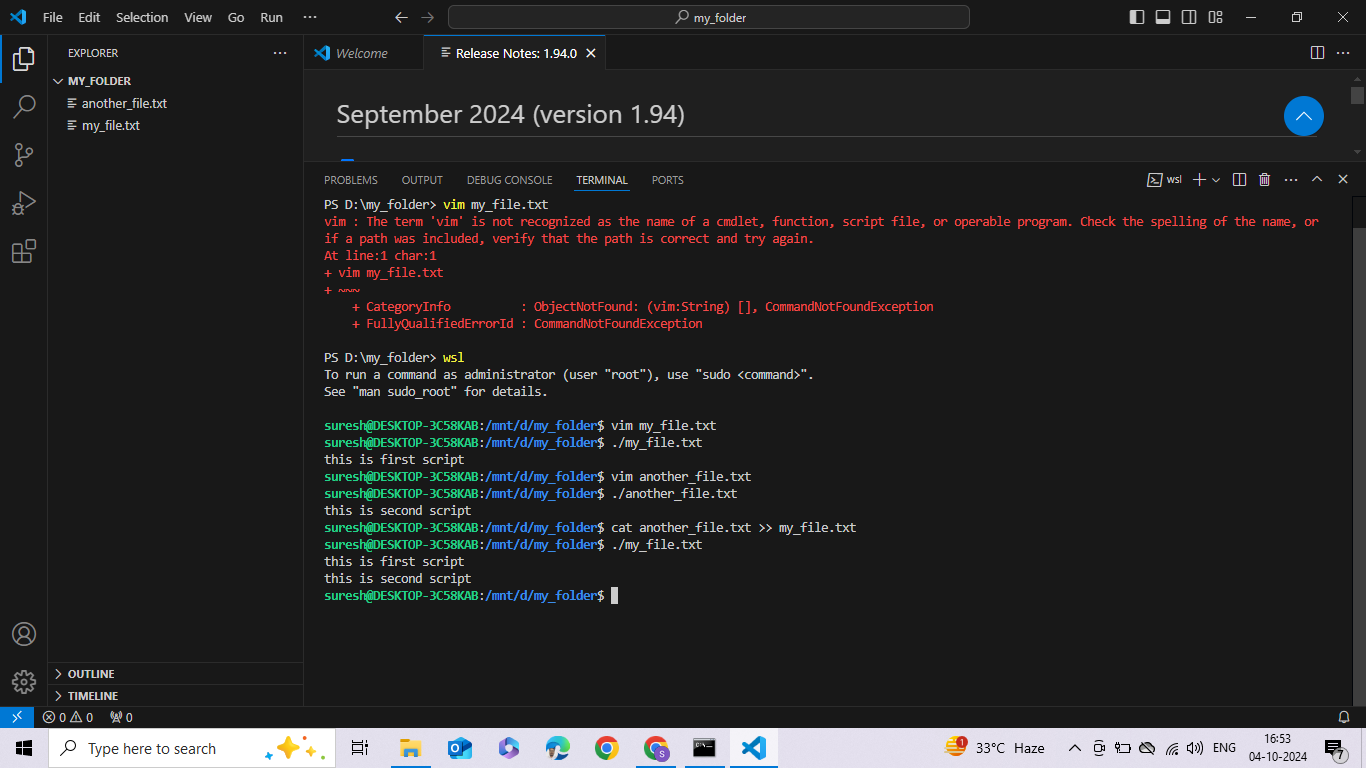 File Edit Selection View Go Run ···
my_folder
EXPLORER
Welcome
Release Notes: 1.94.0
MY_FOLDER
another_file.txt
my_file.txt
September 2024 (version 1.94)
PROBLEMS OUTPUT DEBUG CONSOLE TERMINAL PORTS
wsl
PS D:\my_folder> vim my_file.txt
vim : The term 'vim' is not recognized as the name of a cmdlet, function, script file, or operable program. Check the spelling of the name, or
if a path was included, verify that the path is correct and try again.
At line:1 char:1
+ vim my_file.txt
+ ~~~
+ CategoryInfo : ObjectNotFound: (vim:String) [], CommandNotFoundException
+ FullyQualifiedErrorId : CommandNotFoundException
PS D:\my_folder> wsl
To run a command as administrator (user "root"), use "sudo <command>".
See "man sudo_root" for details.
suresh@DESKTOP-3C58KAB:/mnt/d/my_folder$ vim my_file.txt
suresh@DESKTOP-3C58KAB:/mnt/d/my_folder$ ./my_file.txt
this is first script
suresh@DESKTOP-3C58KAB:/mnt/d/my_folder$ vim another_file.txt
suresh@DESKTOP-3C58KAB:/mnt/d/my_folder$ ./another_file.txt
this is second script
suresh@DESKTOP-3C58KAB:/mnt/d/my_folder$ cat another_file.txt >> my_file.txt
suresh@DESKTOP-3C58KAB:/mnt/d/my_folder$ ./my_file.txt
this is first script
this is second script
suresh@DESKTOP-3C58KAB:/mnt/d/my_folder$
OUTLINE
TIMELINE
0 0 0
Type here to search
1
33°C Haze
ENG
16:53
04-10-2024
7